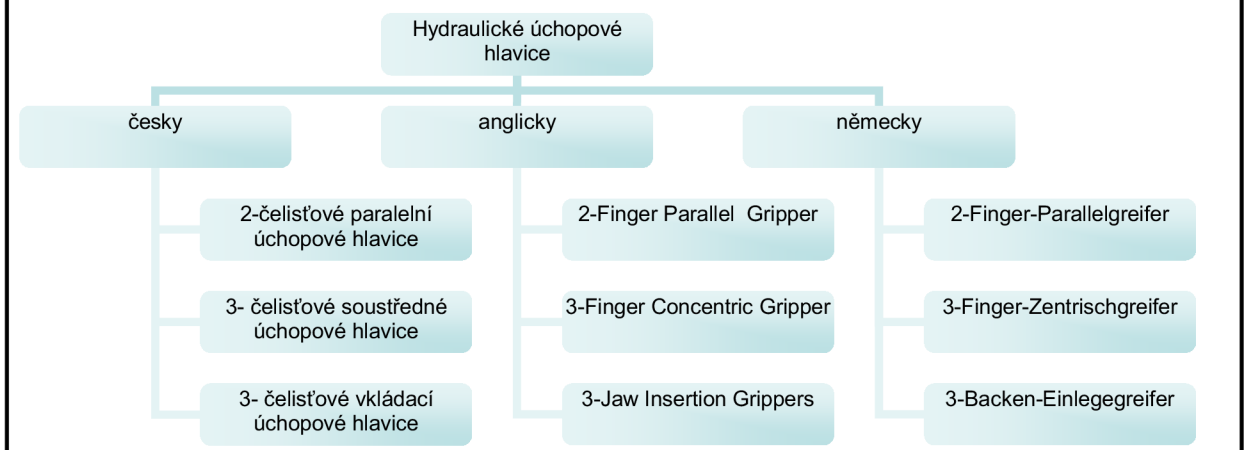 Hydraulické úchopové
hlavice
česky
anglicky
německy
2-čelisťové paralelní
úchopové hlavice
2-Finger Parallel  Gripper
2-Finger-Parallelgreifer
3- čelisťové soustředné
úchopové hlavice
3-Finger Concentric Gripper
3-Finger-Zentrischgreifer
3- čelisťové vkládací
úchopové hlavice
3-Jaw Insertion Grippers
3-Backen-Einlegegreifer